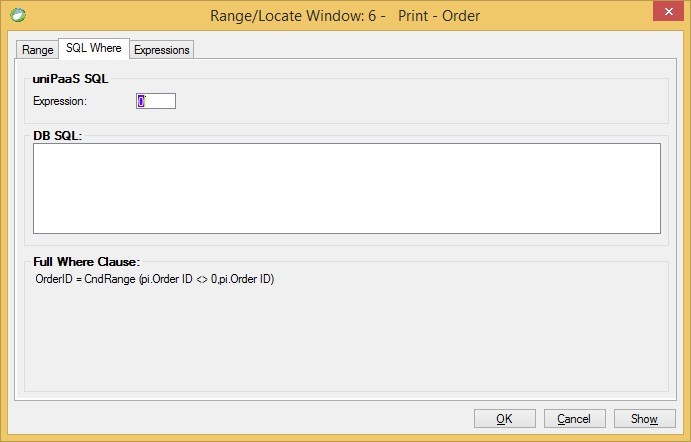 Range/Locate Window: 6 -   Print - Order
Range
SQL Where
Expressions
uniPaaS SQL
Expression:
0
DB SQL:
Full Where Clause:
OrderID = CndRange (pi.Order ID <> 0,pi.Order ID)
OK
Cancel
Show